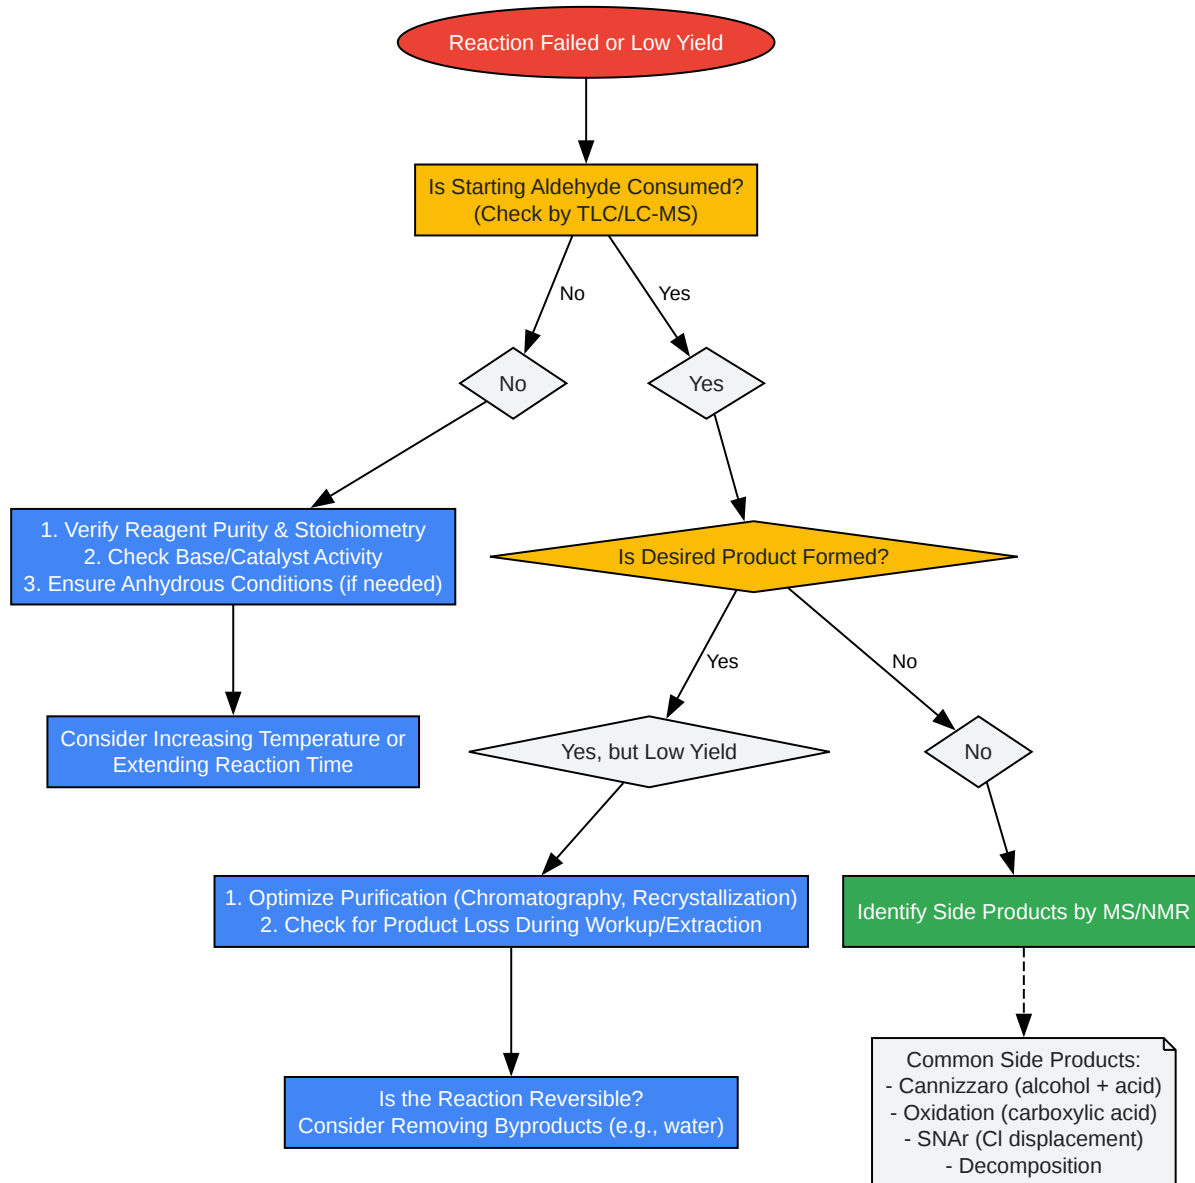 Reaction Failed or Low Yield
Is Starting Aldehyde Consumed?
(Check by TLC/LC-MS)
No
Yes
No
Yes
1. Verify Reagent Purity & Stoichiometry
2. Check Base/Catalyst Activity
3. Ensure Anhydrous Conditions (if needed)
Is Desired Product Formed?
Yes
No
Consider Increasing Temperature or
Extending Reaction Time
Yes, but Low Yield
No
1. Optimize Purification (Chromatography, Recrystallization)
2. Check for Product Loss During Workup/Extraction
Identify Side Products by MS/NMR
Is the Reaction Reversible?
Consider Removing Byproducts (e.g., water)
Common Side Products:
- Cannizzaro (alcohol + acid)
- Oxidation (carboxylic acid)
- SNAr (Cl displacement)
- Decomposition